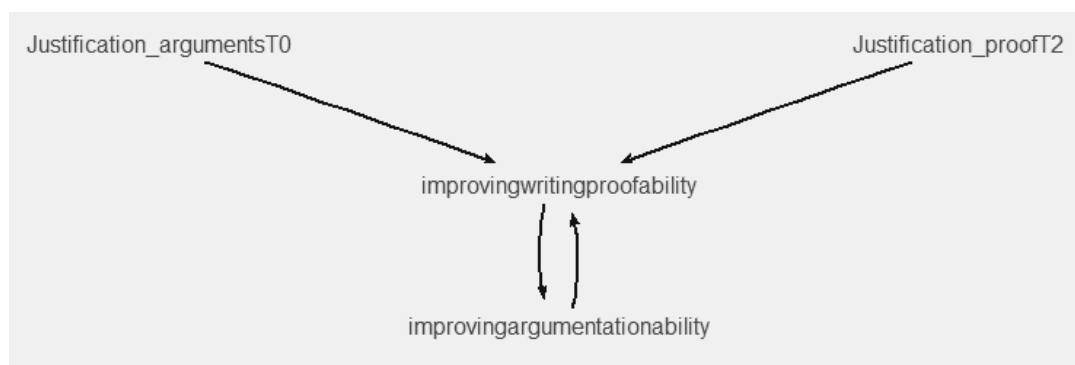 Justification_argumentsT0
Justification_proofT2
improvingwritingproofability
improvingargumentationability